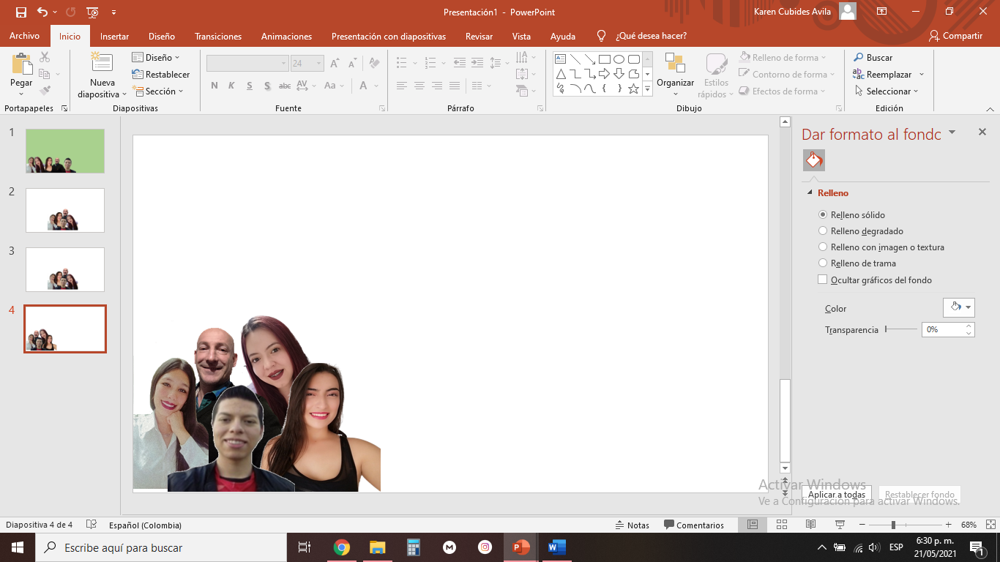 Presentación1 - PowerPoint
Karen Cubides Avila
Archivo
Inicio
Insertar
Diseño
Transiciones
Animaciones
Presentación con diapositivas
Revisar
Vista
Ayuda
¿Qué desea hacer?
Compartir
Pegar
Portapapeles
Nueva
diapositiva
Diseño
Restablecer
Sección
Diapositivas
24
N K S S abc AV Aa A
Fuente
Párrafo
Organizar
Estilos
rápidos
Relleno de forma
Contorno de forma
Efectos de forma
Dibujo
Buscar
Reemplazar
Seleccionar
Edición
1
2
3
4
Dar formato al fondo
Relleno
Relleno sólido
Relleno degradado
Relleno con imagen o textura
Relleno de trama
Ocultar gráficos del fondo
Color
Transparencia
0%
Activar Windows
Ve a Configuración para activar Windows.
Aplicar a todas
Restablecer fondo
Diapositiva 4 de 4
Español (Colombia)
Notas
Comentarios
68%
Escribe aquí para buscar
ESP
6:30 p. m.
21/05/2021
1